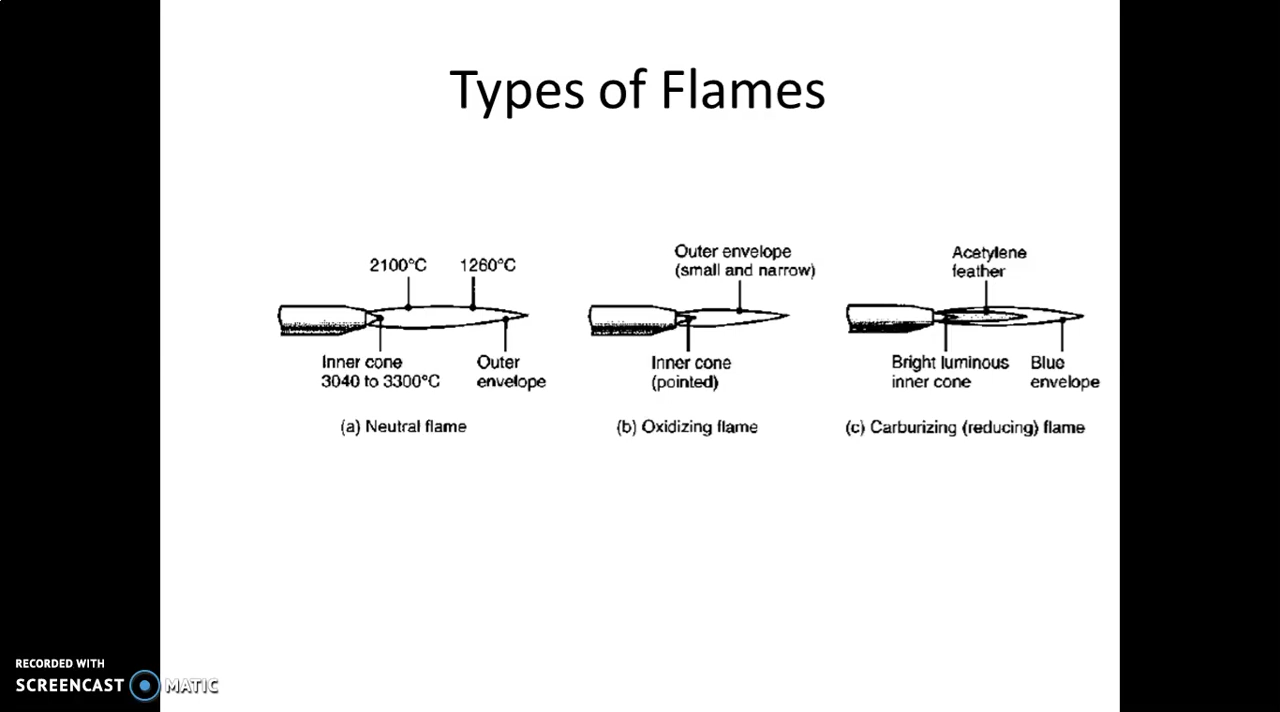 Types of Flames
2100°C
1260°C
Inner cone
3040 to 3300°C
Outer
envelope
(a) Neutral flame
Outer envelope
(small and narrow)
Inner cone
(pointed)
(b) Oxidizing flame
Acetylene
feather
Bright luminous
inner cone
Blue
envelope
(c) Carburizing (reducing) flame
RECORDED WITH
SCREENCAST MATIC